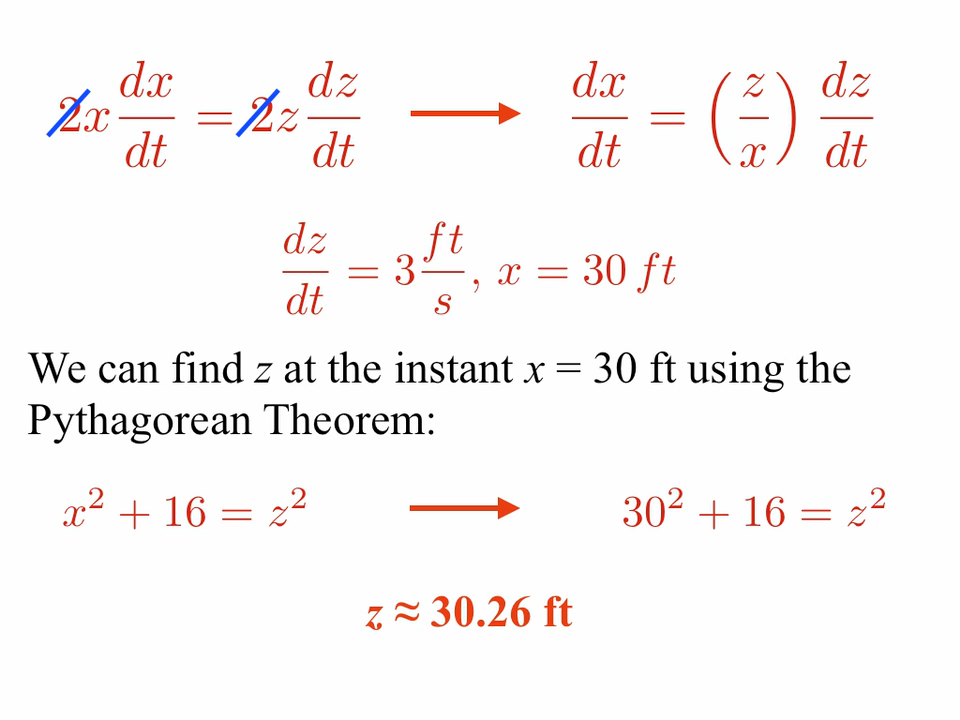 2x dx/dt = 2z dz/dt → dx/dt = (z/x) dz/dt
dz/dt = 3 ft/s, x = 30 ft
We can find z at the instant x = 30 ft using the
Pythagorean Theorem:
x² + 16 = z² → 30² + 16 = z²
z ≈ 30.26 ft